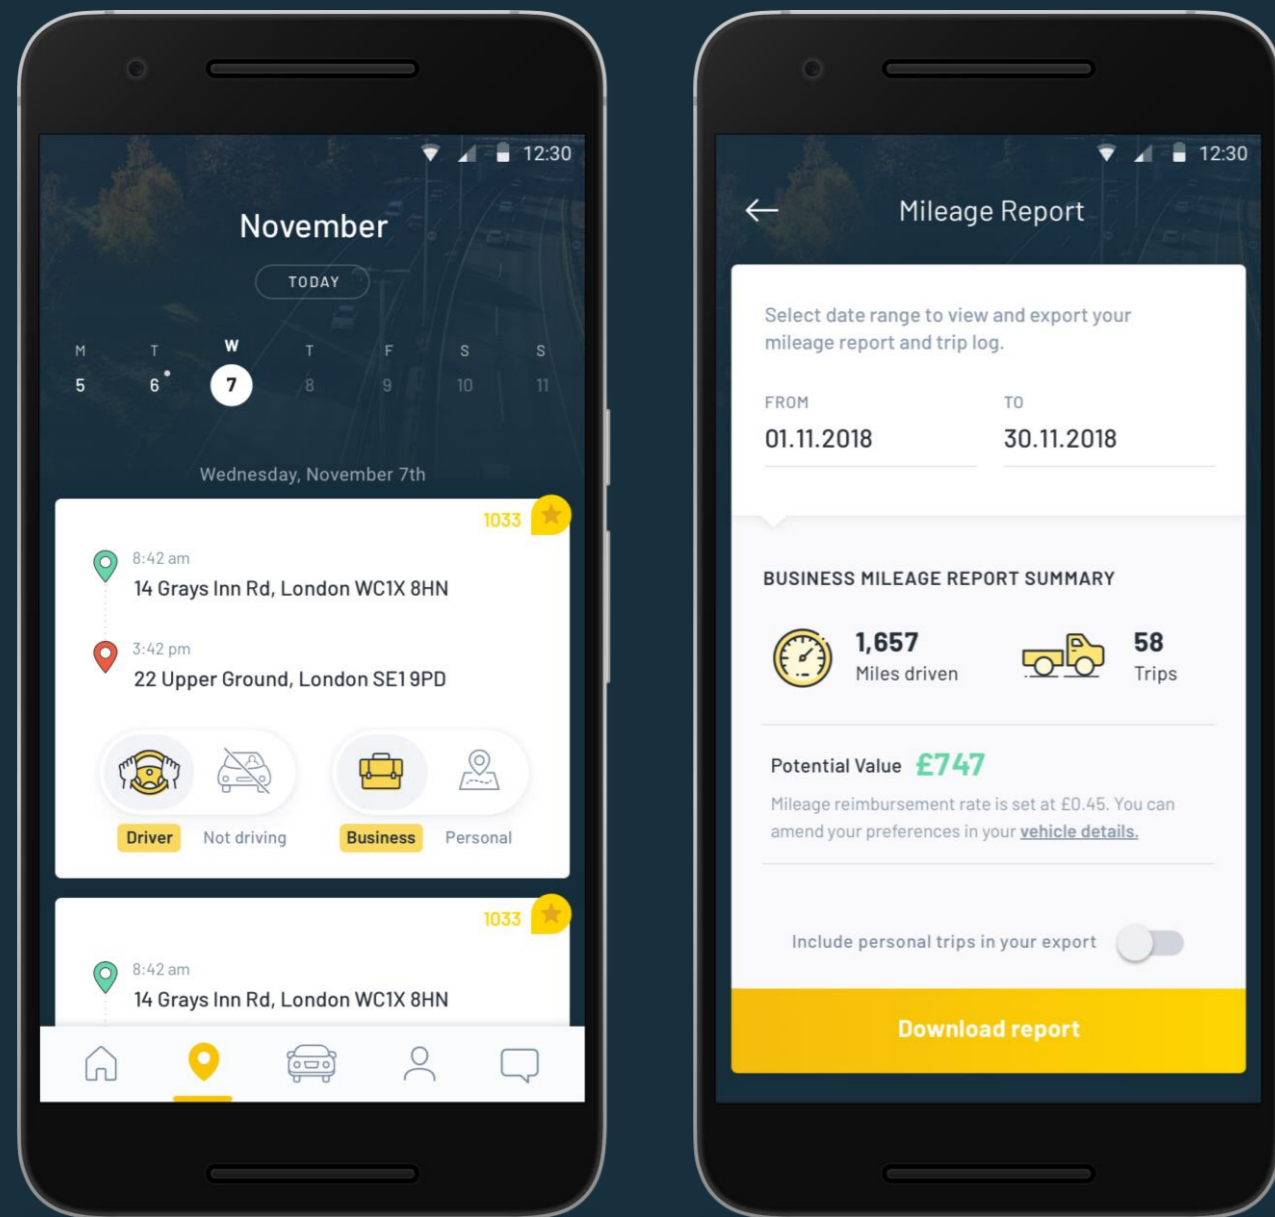 12:30
November
TODAY
M T W T F S S
5 6 7 8 9 10 11
Wednesday, November 7th
1033
8:42 am
14 Grays Inn Rd, London WC1X 8HN
3:42 pm
22 Upper Ground, London SE1 9PD
Driver Not driving Business Personal
1033
8:42 am
14 Grays Inn Rd, London WC1X 8HN
12:30
Mileage Report
Select date range to view and export your
mileage report and trip log.
FROM TO
01.11.2018 30.11.2018
BUSINESS MILEAGE REPORT SUMMARY
1,657 58
Miles driven Trips
Potential Value £747
Mileage reimbursement rate is set at £0.45. You can
amend your preferences in your vehicle details.
Include personal trips in your export
Download report